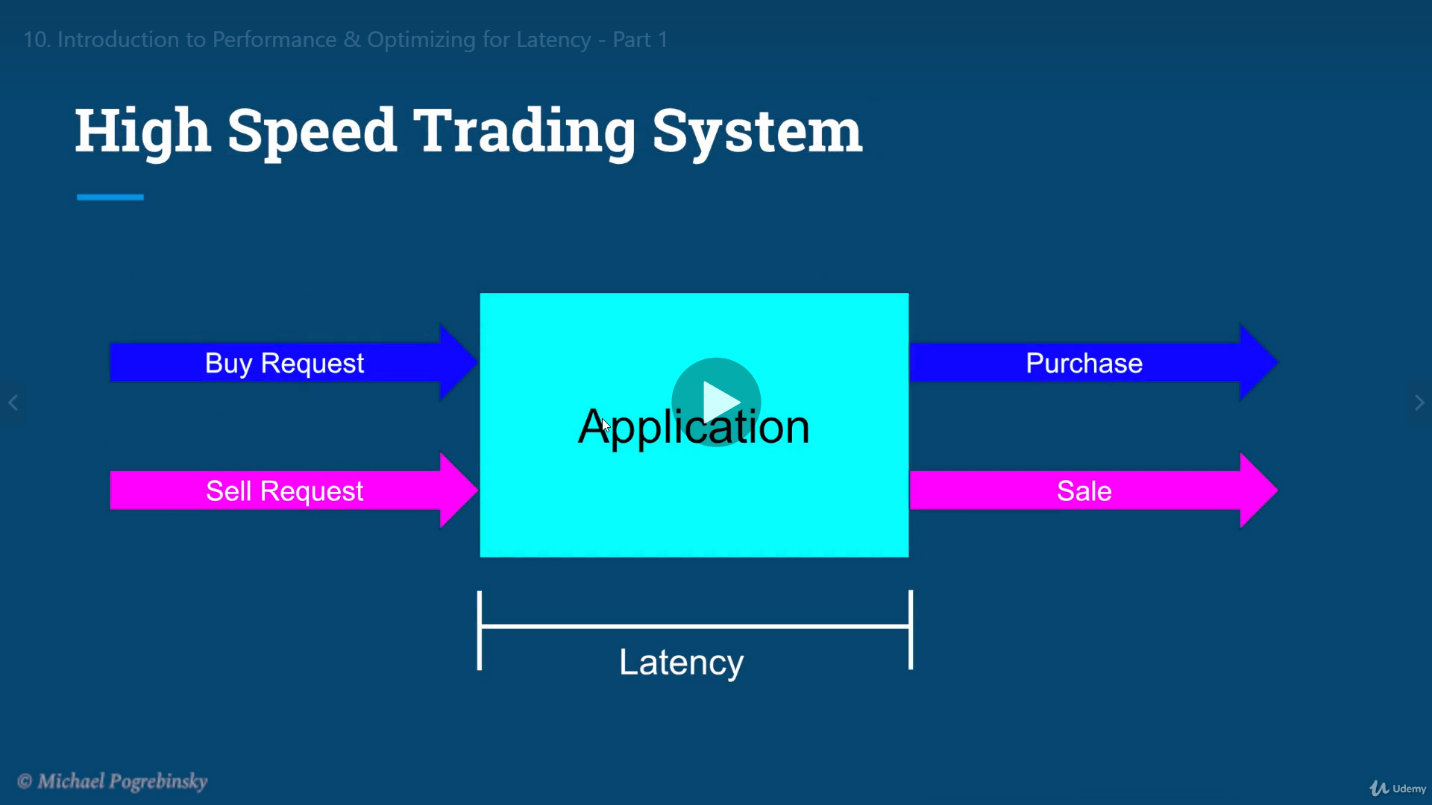 10. Introduction to Performance & Optimizing for Latency - Part 1
High Speed Trading System
Buy Request
Purchase
Application
Sell Request
Sale
Latency
© Michael Pogrebinsky
Udemy